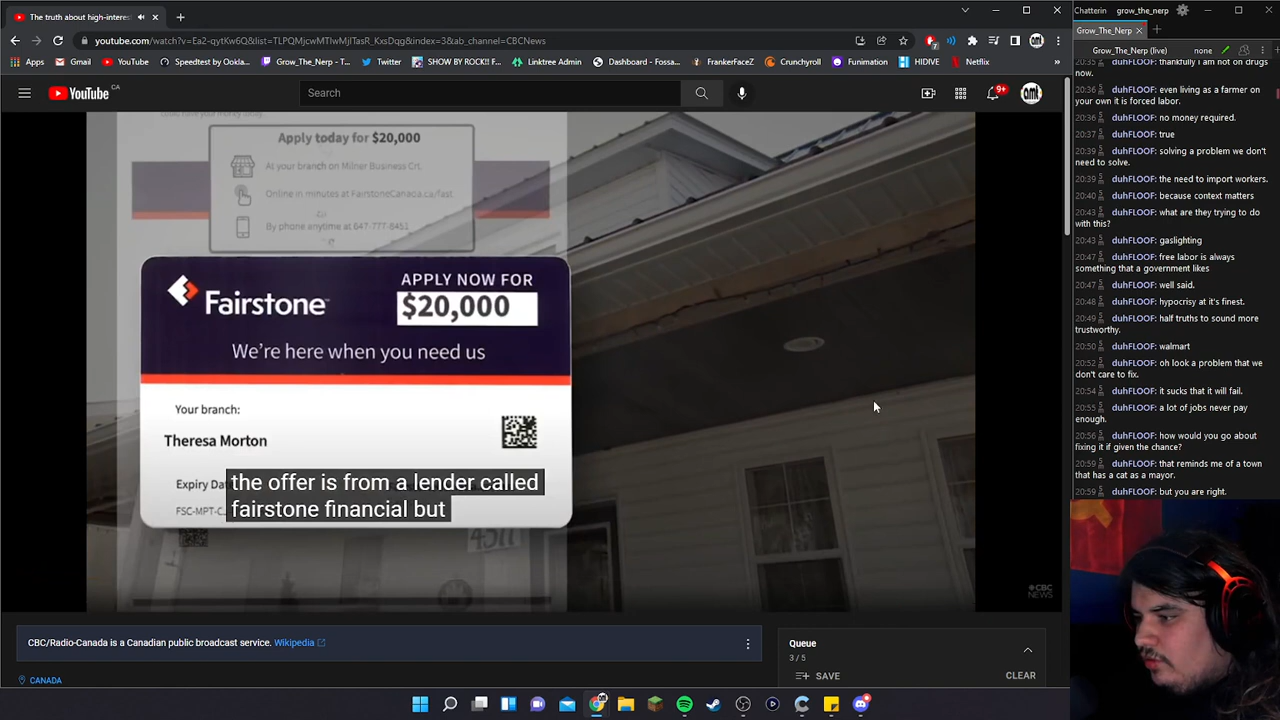 The truth about high-interes
Chatterin
grow_the_nerp
youtube.com/watch?v=Ea2-qytKw6Q&list=TLPQMjcwMTIwMjITasR_KxsDqg&index=3&ab_channel=CBCNews
Grow_The_Nerp
Apps
Gmail
YouTube
Speedtest by Ookla...
Grow_The_Nerp - T...
Twitter
SHOW BY ROCK!! F...
Linktree Admin
Dashboard - Fossa...
FrankerFaceZ
Crunchyroll
Funimation
HIDIVE
Netflix
YouTube CA
Search
9+
Apply today for $20,000
At your branch on Milner Business Crt.
Online in minutes at FairstoneCanada.ca/fast
or
By phone anytime at 647-777-6451
Fairstone
APPLY NOW FOR
$20,000
We're here when you need us
Your branch:
Theresa Morton
Expiry Da
FSC-MPT-C
the offer is from a lender called
fairstone financial but
CBC
NEWS
CBC/Radio-Canada is a Canadian public broadcast service. Wikipedia
Queue
3 / 5
SAVE
CLEAR
CANADA
Grow_The_Nerp (live)
none
20:35 duhFLOOF: thankfully i am not on drugs
now.
20:36 duhFLOOF: even living as a farmer on
your own it is forced labor.
20:36 duhFLOOF: no money required.
20:37 duhFLOOF: true
20:39 duhFLOOF: solving a problem we don't
need to solve.
20:39 duhFLOOF: the need to import workers.
20:40 duhFLOOF: because context matters
20:43 duhFLOOF: what are they trying to do
with this?
20:43 duhFLOOF: gaslighting
20:47 duhFLOOF: free labor is always
something that a government likes
20:47 duhFLOOF: well said.
20:48 duhFLOOF: hypocrisy at it's finest.
20:49 duhFLOOF: half truths to sound more
trustworthy.
20:50 duhFLOOF: walmart
20:52 duhFLOOF: oh look a problem that we
don't care to fix.
20:54 duhFLOOF: it sucks that it will fail.
20:55 duhFLOOF: a lot of jobs never pay
enough.
20:56 duhFLOOF: how would you go about
fixing it if given the chance?
20:59 duhFLOOF: that reminds me of a town
that has a cat as a mayor.
20:59 duhFLOOF: but you are right.